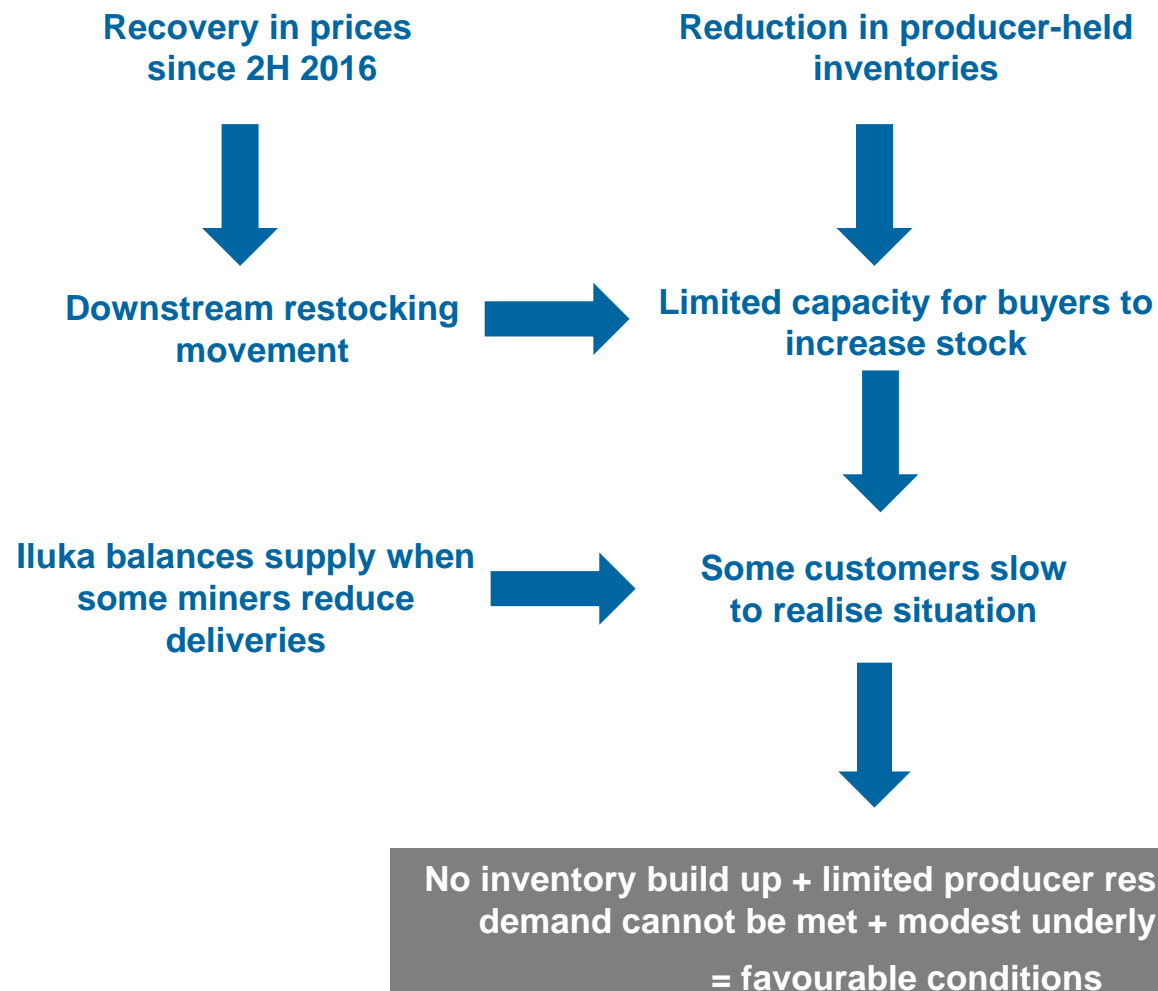 Recovery in prices
since 2H 2016
Reduction in producer-held
inventories
Downstream restocking
movement
Limited capacity for buyers to
increase stock
Iluka balances supply when
some miners reduce
deliveries
Some customers slow
to realise situation
No inventory build up + limited producer
demand cannot be met + modest
= favourable conditions